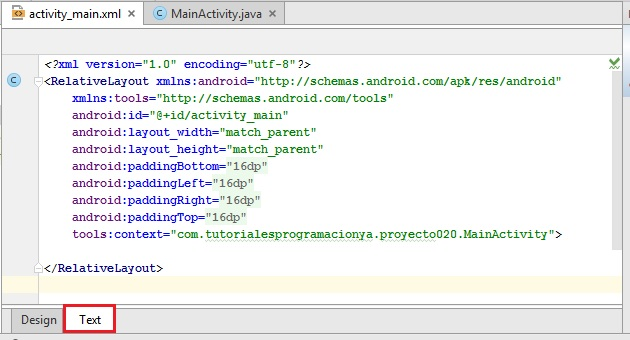 activity_main.xml MainActivity.java
<?xml version="1.0" encoding="utf-8"?>
<RelativeLayout xmlns:android="http://schemas.android.com/apk/res/android"
    xmlns:tools="http://schemas.android.com/tools"
    android:id="@+id/activity_main"
    android:layout_width="match_parent"
    android:layout_height="match_parent"
    android:paddingBottom="16dp"
    android:paddingLeft="16dp"
    android:paddingRight="16dp"
    android:paddingTop="16dp"
    tools:context="com.tutorialesprogramacionya.proyecto020.MainActivity">
</RelativeLayout>
Design Text